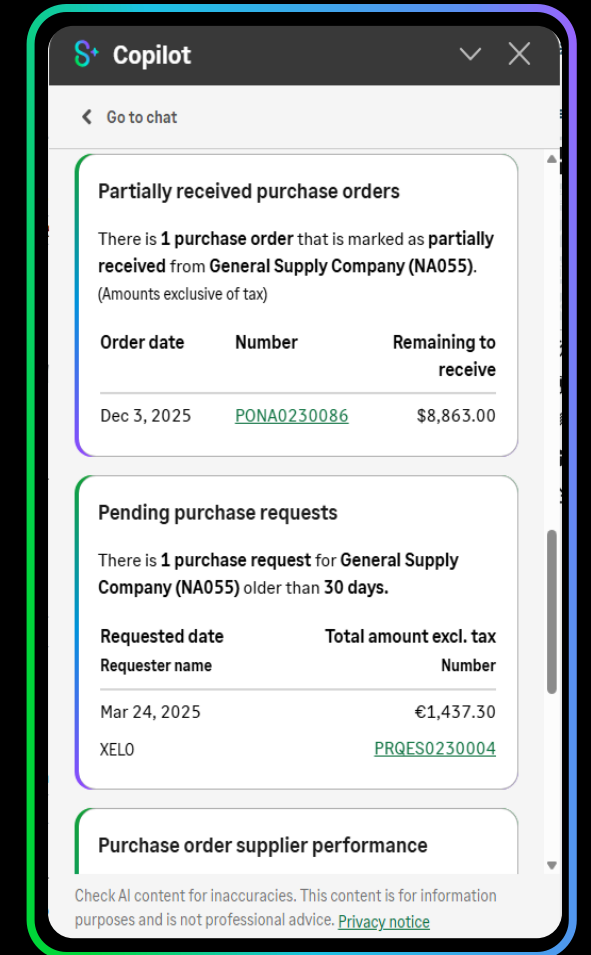 Copilot
Go to chat
Partially received purchase orders
There is 1 purchase order that is marked as partially
received from General Supply Company (NA055).
(Amounts exclusive of tax)
Order date Number Remaining to
receive
Dec 3, 2025 PONA0230086 $8,863.00
Pending purchase requests
There is 1 purchase request for General Supply
Company (NA055) older than 30 days.
Requested date Total amount excl. tax
Requester name Number
Mar 24, 2025 €1,437.30
XELO PRQES0230004
Purchase order supplier performance
Check AI content for inaccuracies. This content is for information
purposes and is not professional advice. Privacy notice